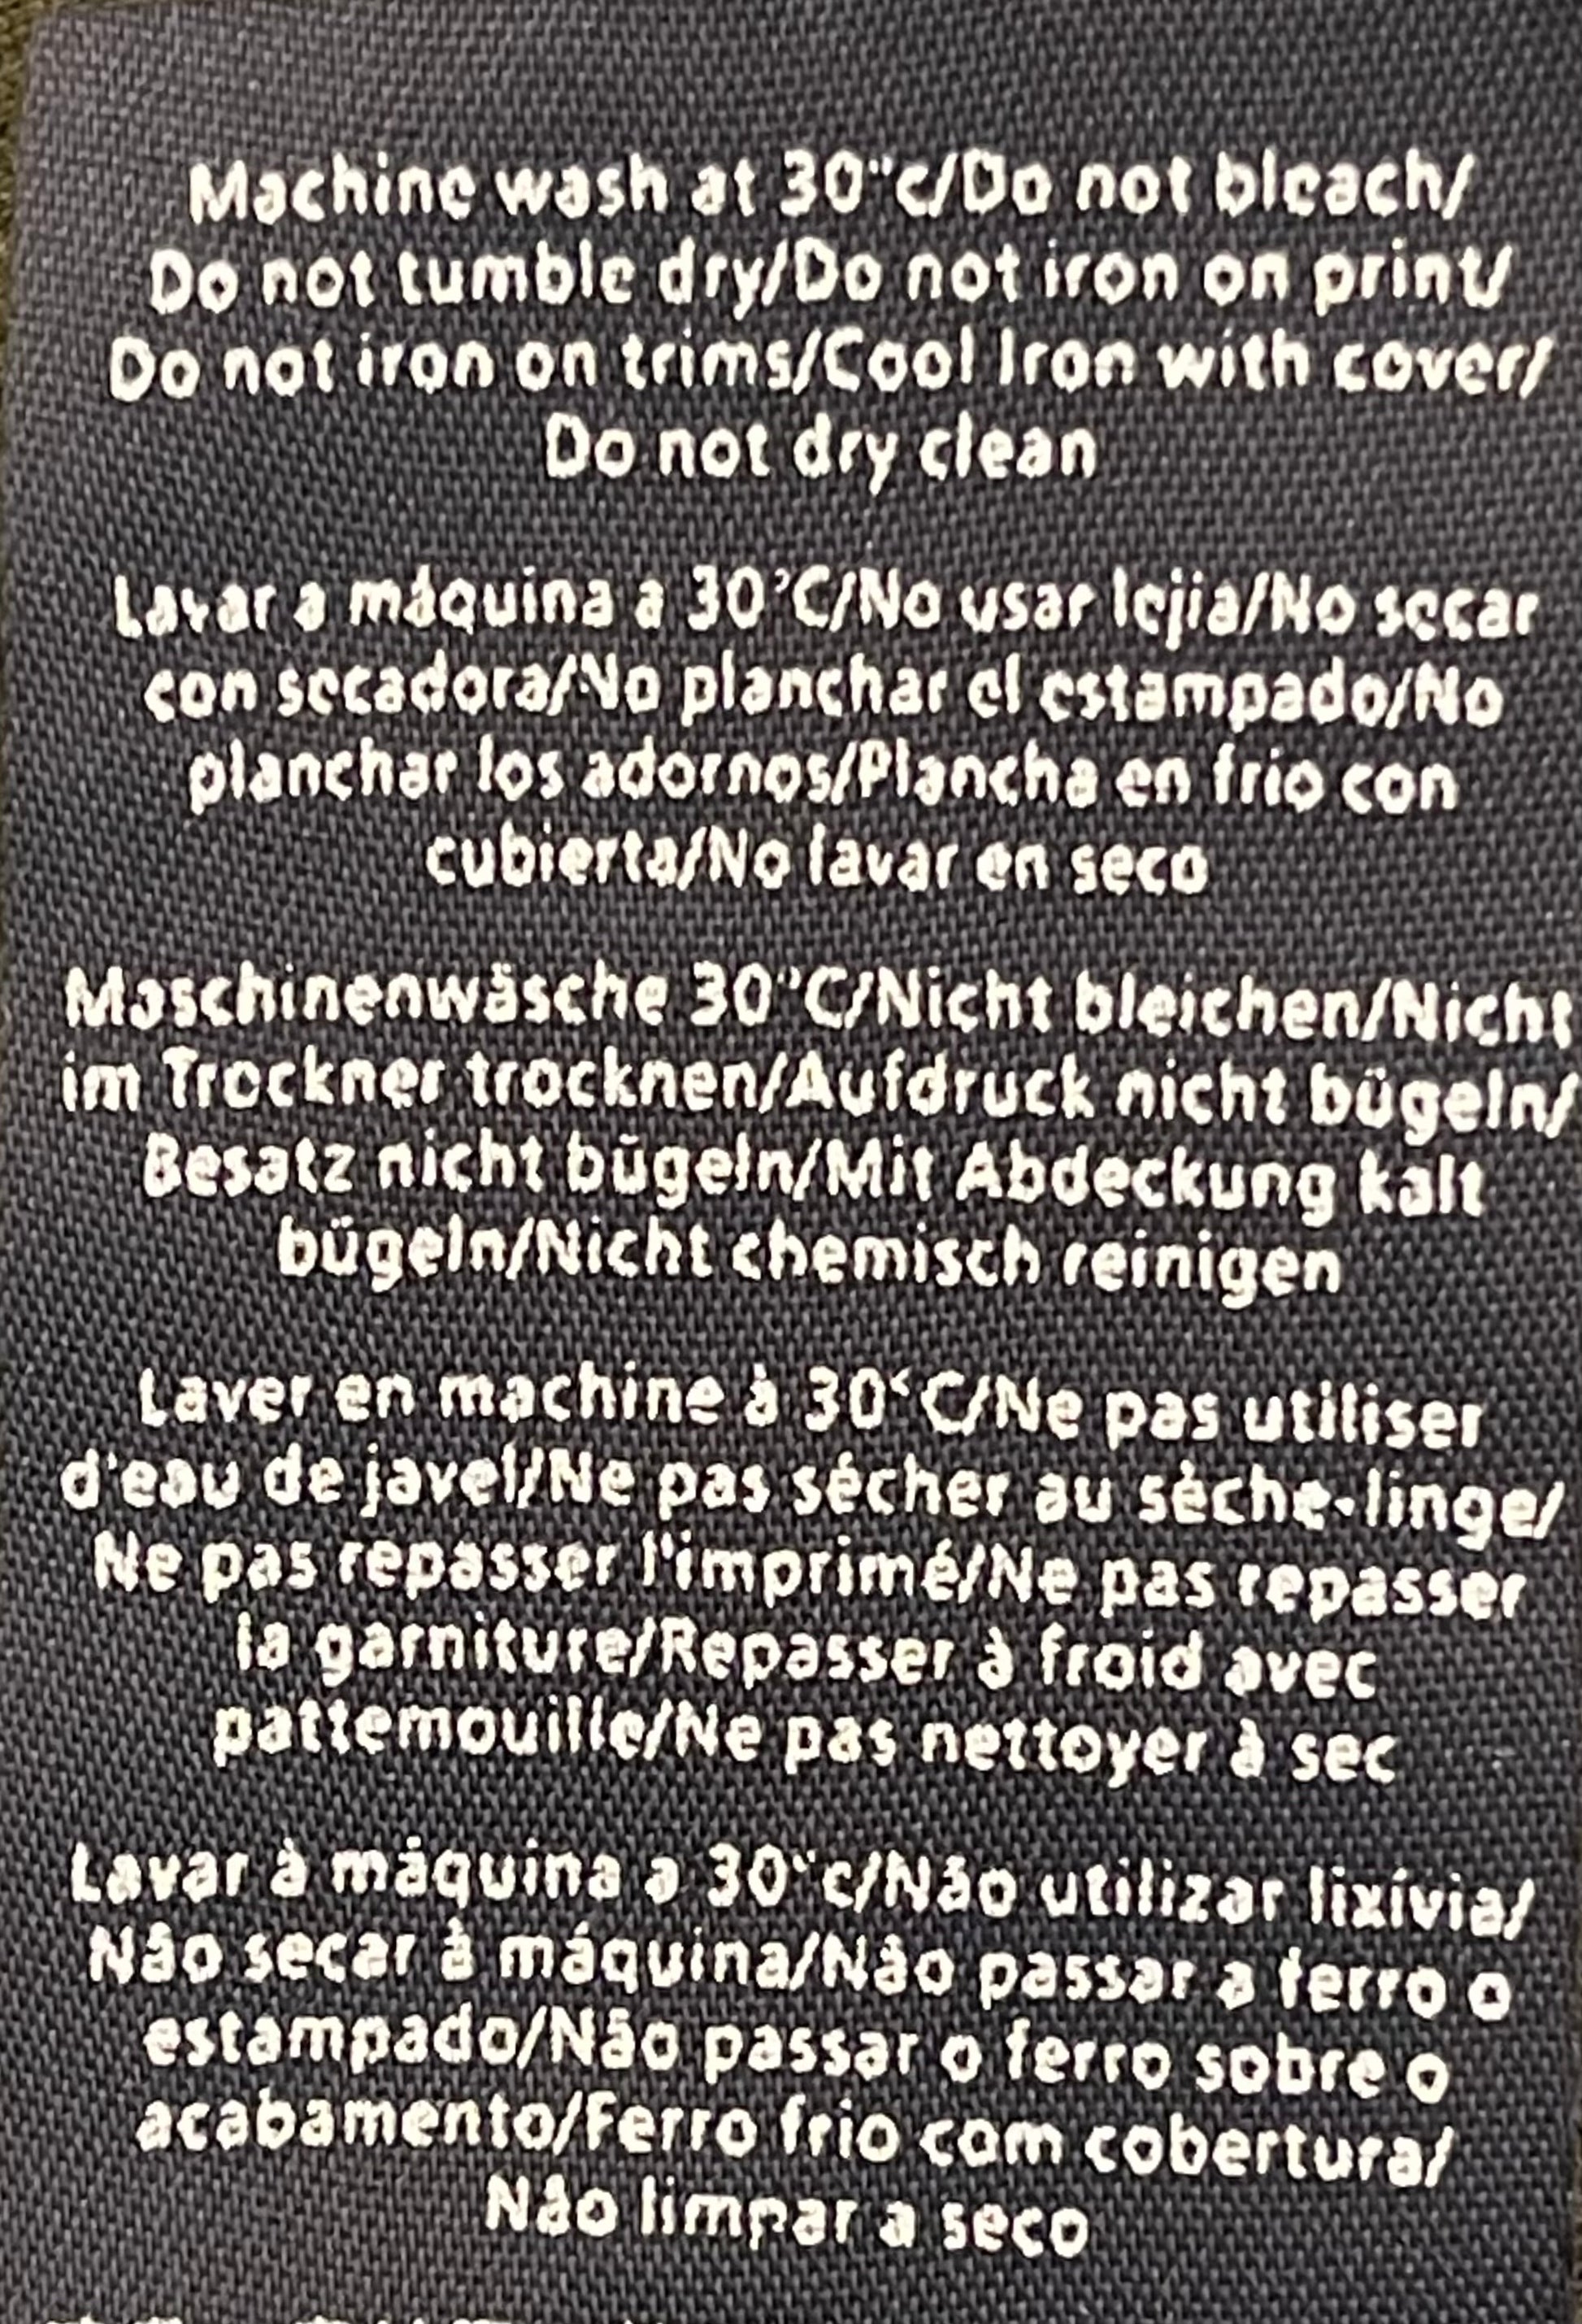 Machine wash at 30°c/Do not bleach/
Do not tumble dry/Do not iron on print/
Do not iron on trims/Cool Iron with cover/
Do not dry clean
Lavar a máquina a 30°C/No usar lejia/No secar
con secadora/No planchar el estampado/No
planchar los adornos/Plancha en frio con
cubierta/No lavar en seco
Maschinenwäsche 30°C/Nicht bleichen/Nicht
im Trockner trocknen/Aufdruck nicht bügeln/
Besatz nicht bügeln/Mit Abdeckung kalt
bügeln/Nicht chemisch reinigen
Laver en machine à 30°C/Ne pas utiliser
d'eau de javel/Ne pas sécher au sèche-linge/
Ne pas repasser l'imprimé/Ne pas repasser
la garniture/Repasser à froid avec
pattemouille/Ne pas nettoyer à sec
Lavar à máquina a 30°c/Não utilizar lixívia/
Não secar à máquina/Não passar a ferro o
estampado/Não passar o ferro sobre o
acabamento/Ferro frio com cobertura/
Não limpar a seco